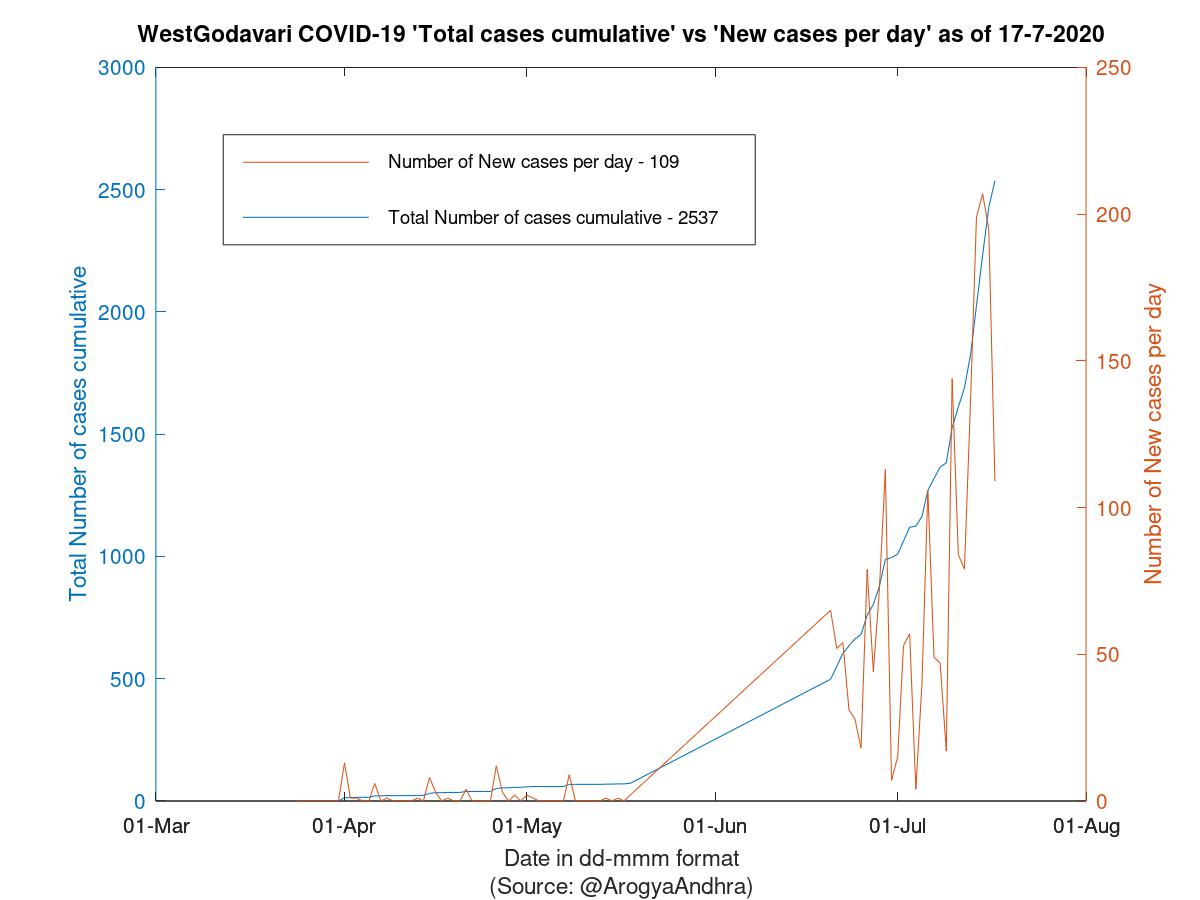 WestGodavari COVID-19 'Total cases cumulative' vs 'New cases per day' as of 17-7-2020
3000
2500
2000
1500
1000
500
0
Total Number of cases cumulative
Number of New cases per day - 109
Total Number of cases cumulative - 2537
250
200
150
100
50
0
Number of New cases per day
01-Mar 01-Apr 01-May 01-Jun 01-Jul 01-Aug
Date in dd-mmm format
(Source: @ArogyaAndhra)